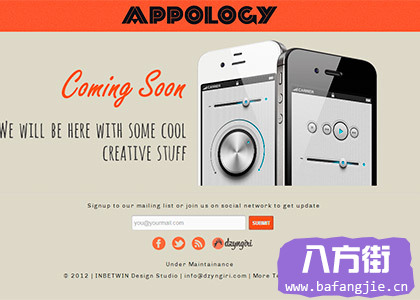 APPOLOGY
Coming Soon
WE WILL BE HERE WITH SOME COOL
CREATIVE STUFF
CARRIER
CARRIER
Signup to our mailing list or join us on social network to get update
you@yourmail.com
SUBMIT
dzyngiri
Under Maintainance
© 2012 | INBETWIN Design Studio | info@dzyngiri.com | More Te
八方街
www.bafangjie.cn